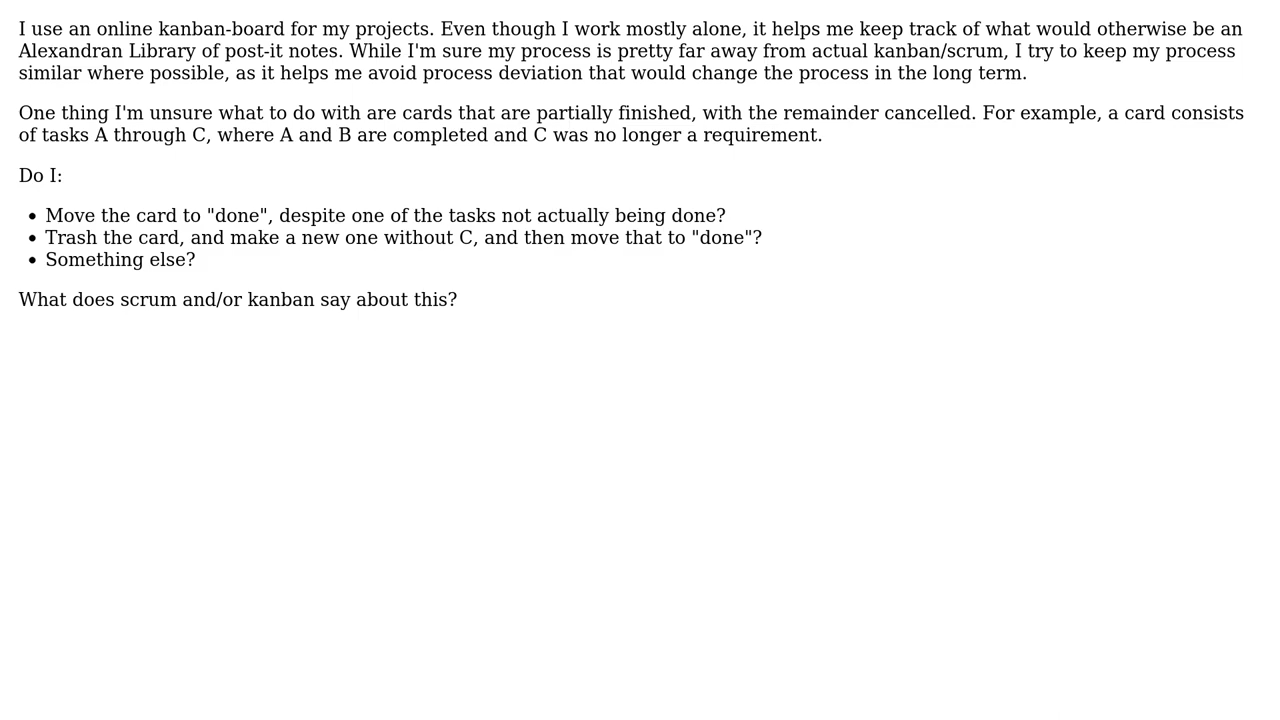 I use an online kanban-board for my projects. Even though I work mostly alone, it helps me keep track of what would otherwise be an
Alexandran Library of post-it notes. While I'm sure my process is pretty far away from actual kanban/scrum, I try to keep my process
similar where possible, as it helps me avoid process deviation that would change the process in the long term.
One thing I'm unsure what to do with are cards that are partially finished, with the remainder cancelled. For example, a card consists
of tasks A through C, where A and B are completed and C was no longer a requirement.
Do I:
• Move the card to "done", despite one of the tasks not actually being done?
• Trash the card, and make a new one without C, and then move that to "done"?
• Something else?
What does scrum and/or kanban say about this?